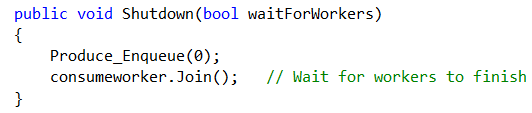 public void Shutdown(bool waitForWorkers)
{
Produce_Enqueue(0);
consumeworker.Join();   // Wait for workers to finish
}